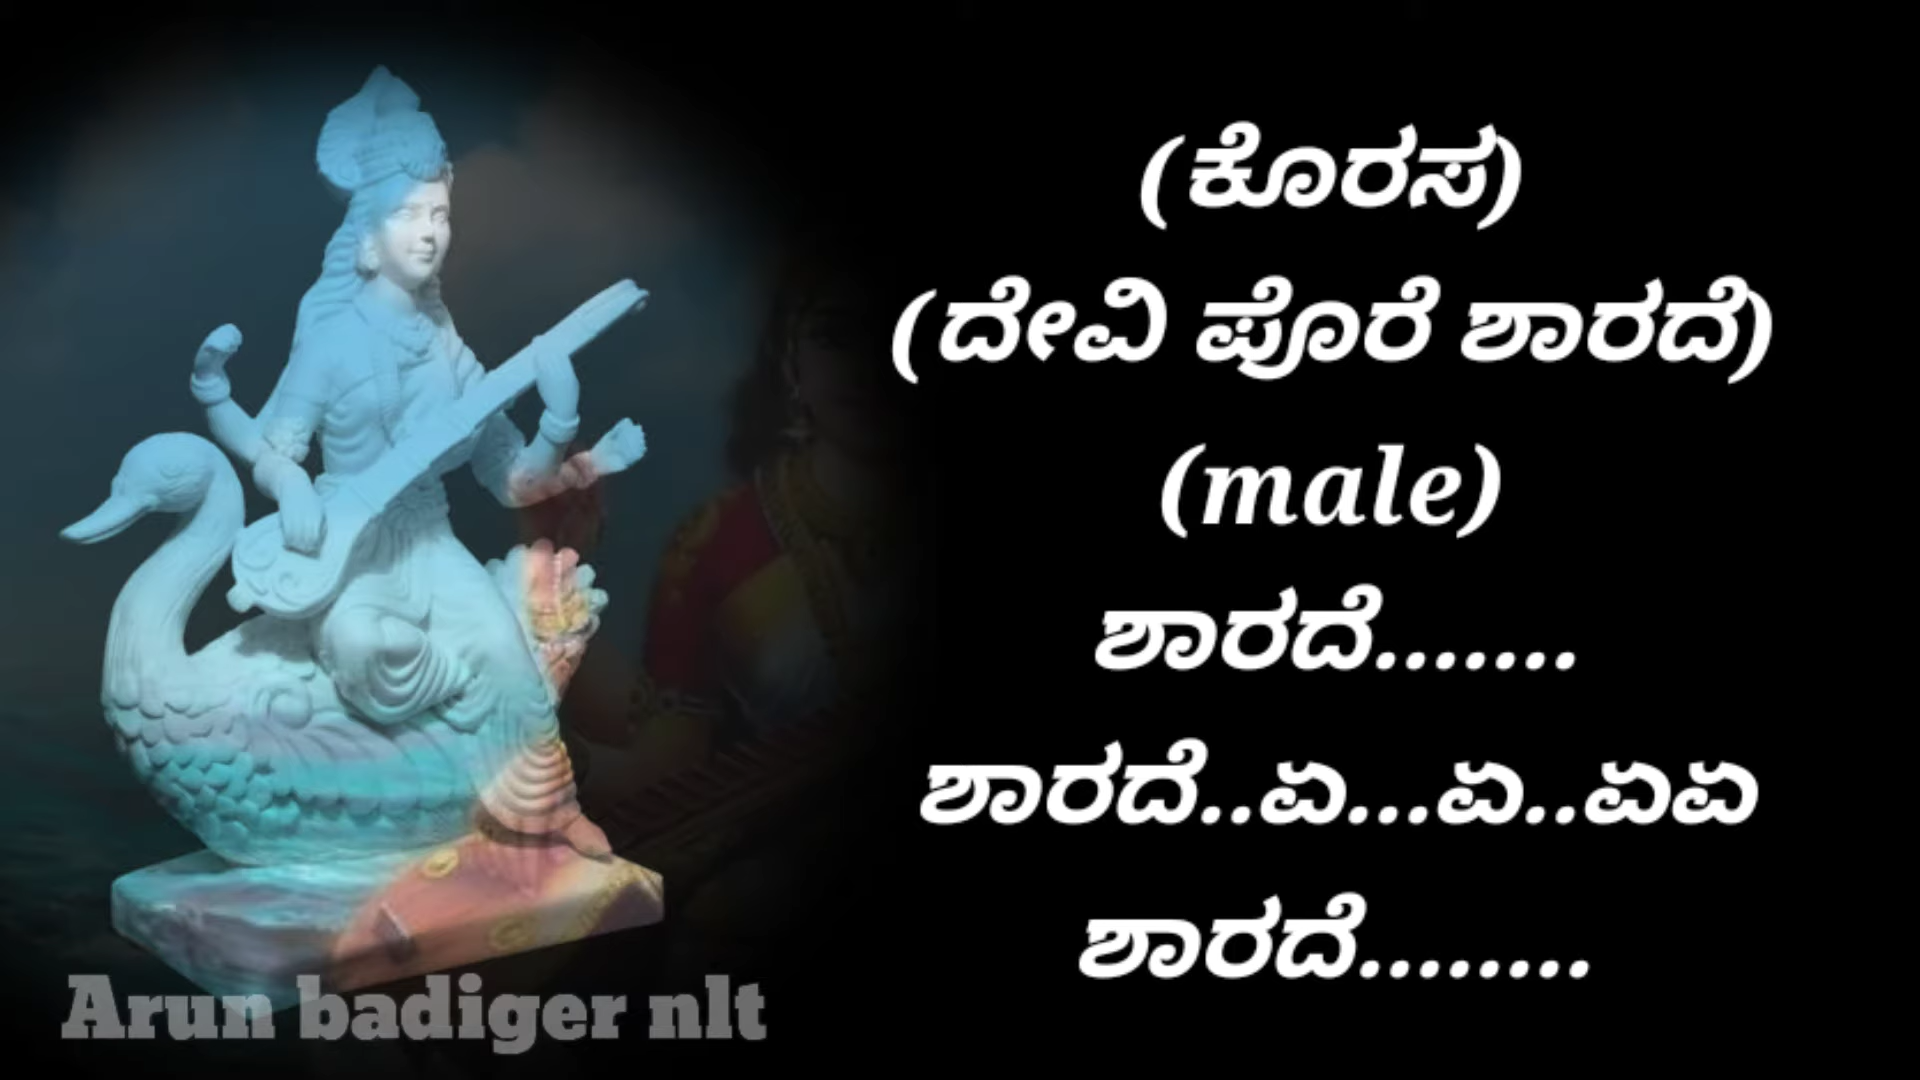 (ಕೊರಸ)
(ದೇವಿ ಪೊರೆ ಶಾರದೆ)
(male)
ಶಾರದೆ.......
ಶಾರದೆ..ಏ...ಏ..ಏಏ
ಶಾರದೆ........
Arun badiger nlt